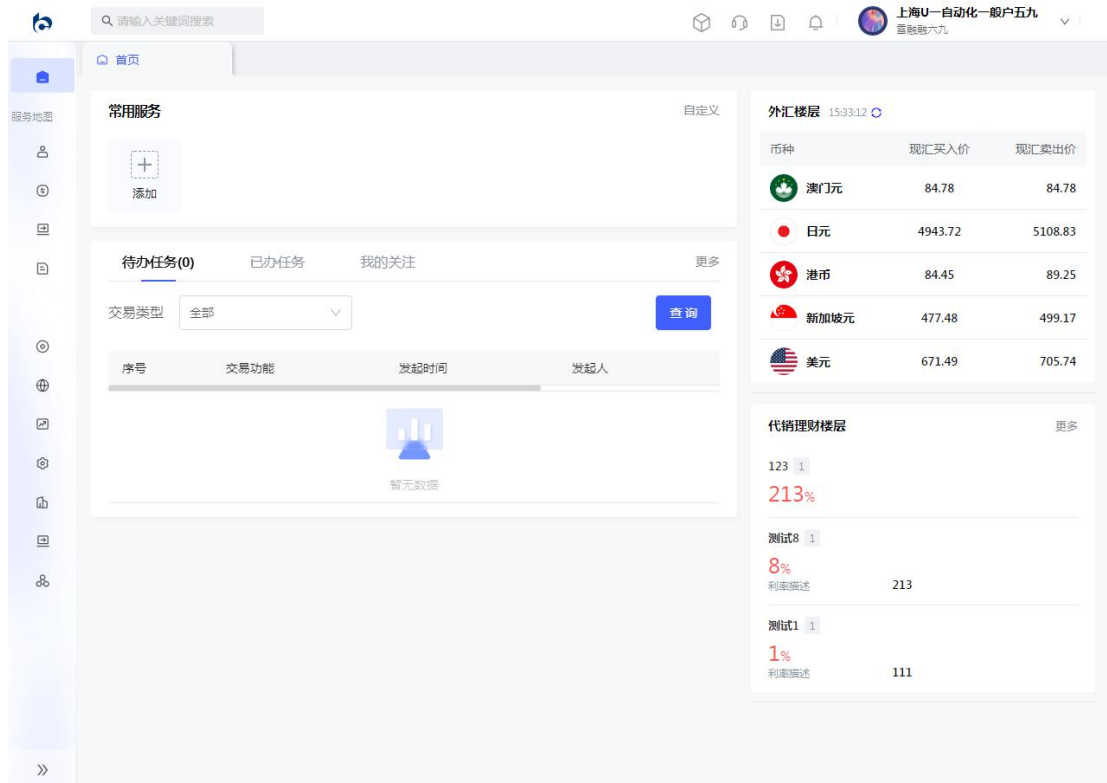 请输入关键词搜索
上海U一自动化一般户五九
首页
服务地图
常用服务
自定义
添加
待办任务(0)
已办任务
我的关注
更多
交易类型
全部
查询
序号
交易功能
发起时间
发起人
暂无数据
外汇楼层 15:33:12
币种
现汇买入价
现汇卖出价
澳门元 84.78 84.78
日元 4943.72 5108.83
港币 84.45 89.25
新加坡元 477.48 499.17
美元 671.49 705.74
代销理财楼层
更多
123 1
213%
测试8 1
8%
利率描述 213
测试1 1
1%
利率描述 111